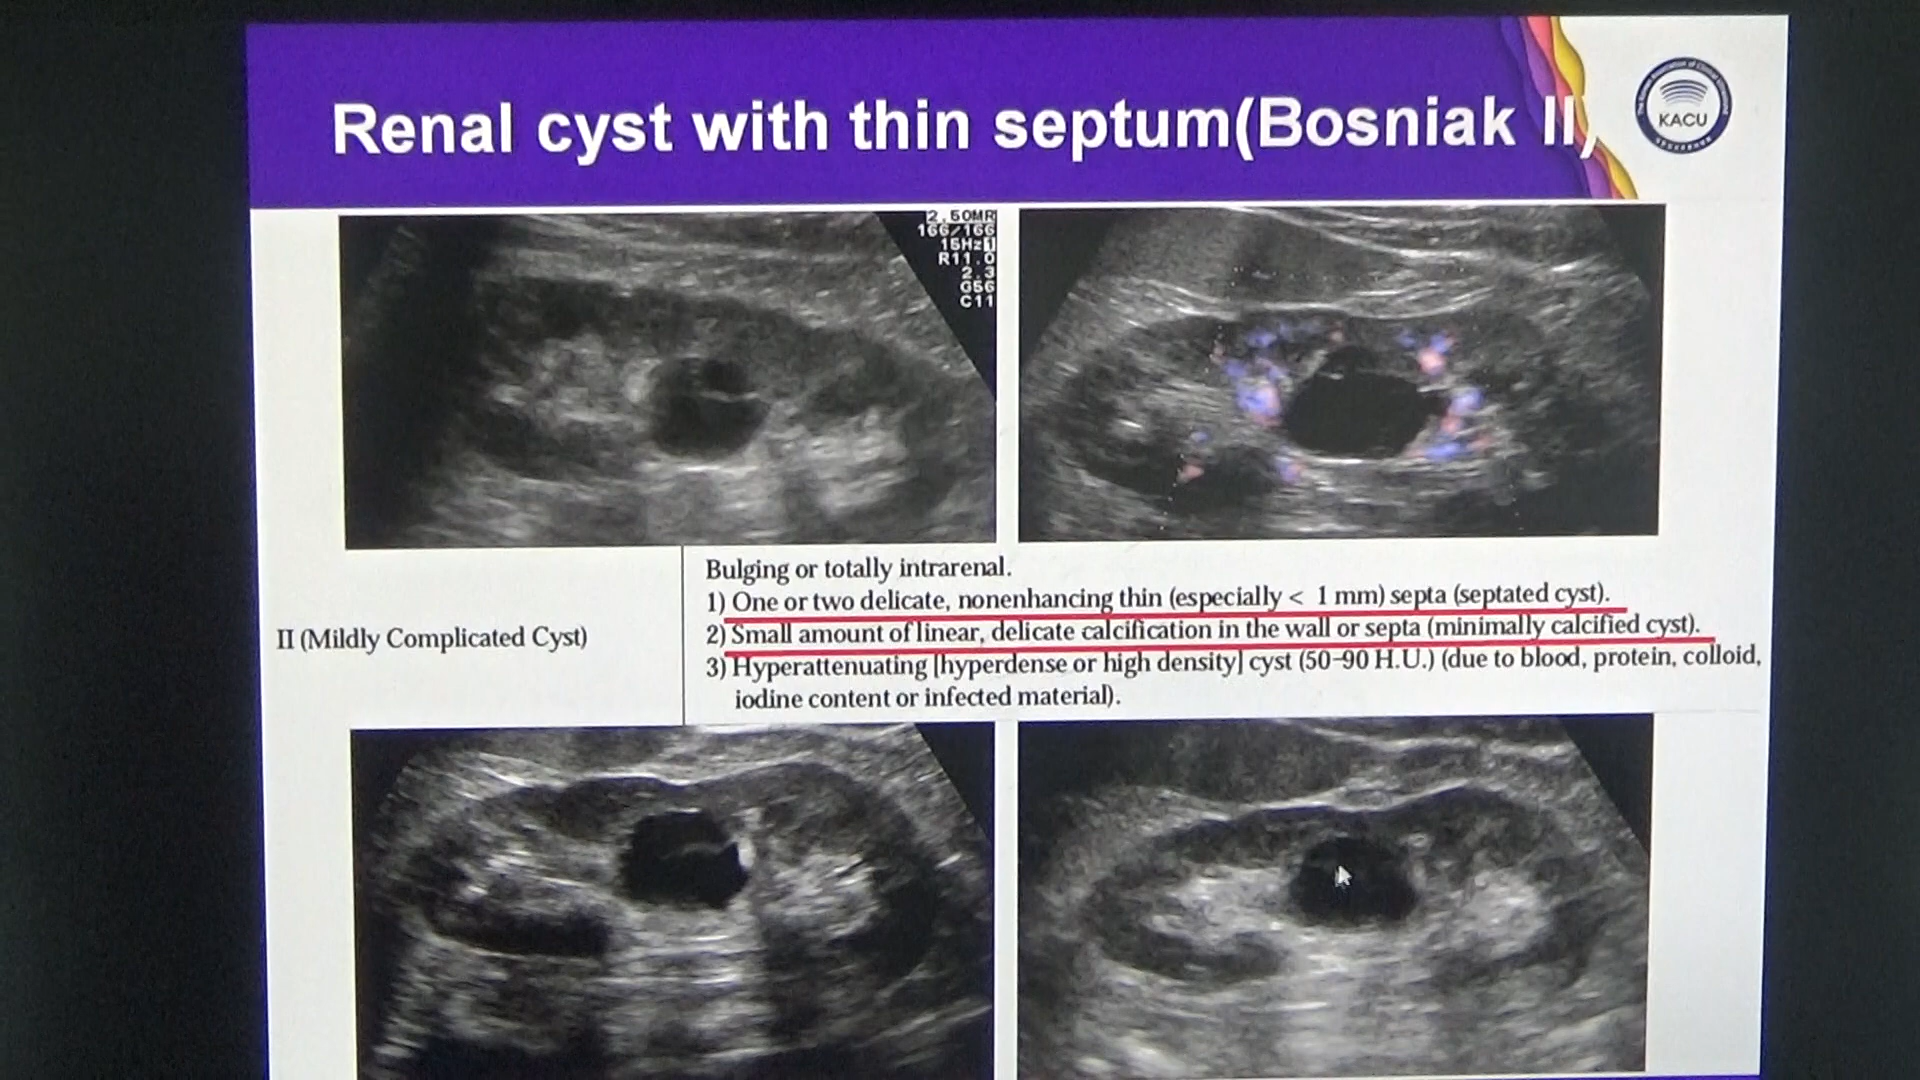 Renal cyst with thin septum(Bosniak II)
KACU
2.50MR
166/166
15Hz
R11.0
2.3
G56
C11
II (Mildly Complicated Cyst)
Bulging or totally intrarenal.
1) One or two delicate, nonenhancing thin (especially < 1 mm) septa (septated cyst).
2) Small amount of linear, delicate calcification in the wall or septa (minimally calcified cyst).
3) Hyperattenuating [hyperdense or high density] cyst (50–90 H.U.) (due to blood, protein, colloid,
iodine content or infected material).